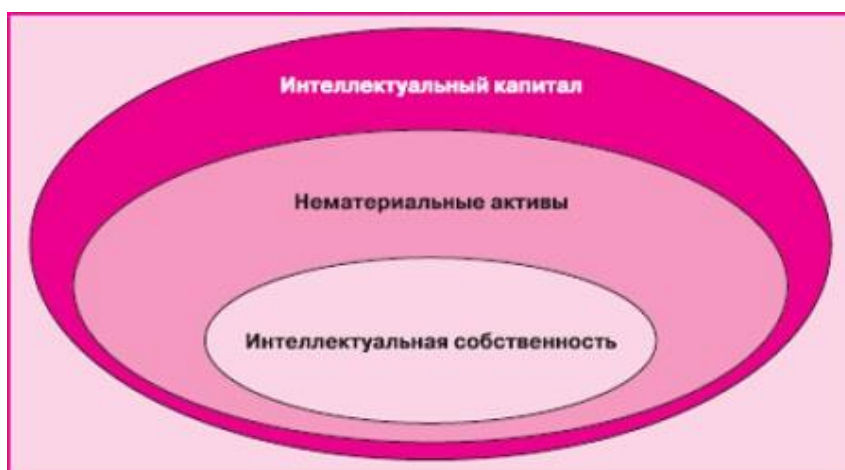 Интеллектуальный капитал
Нематериальные активы
Интеллектуальная собственность